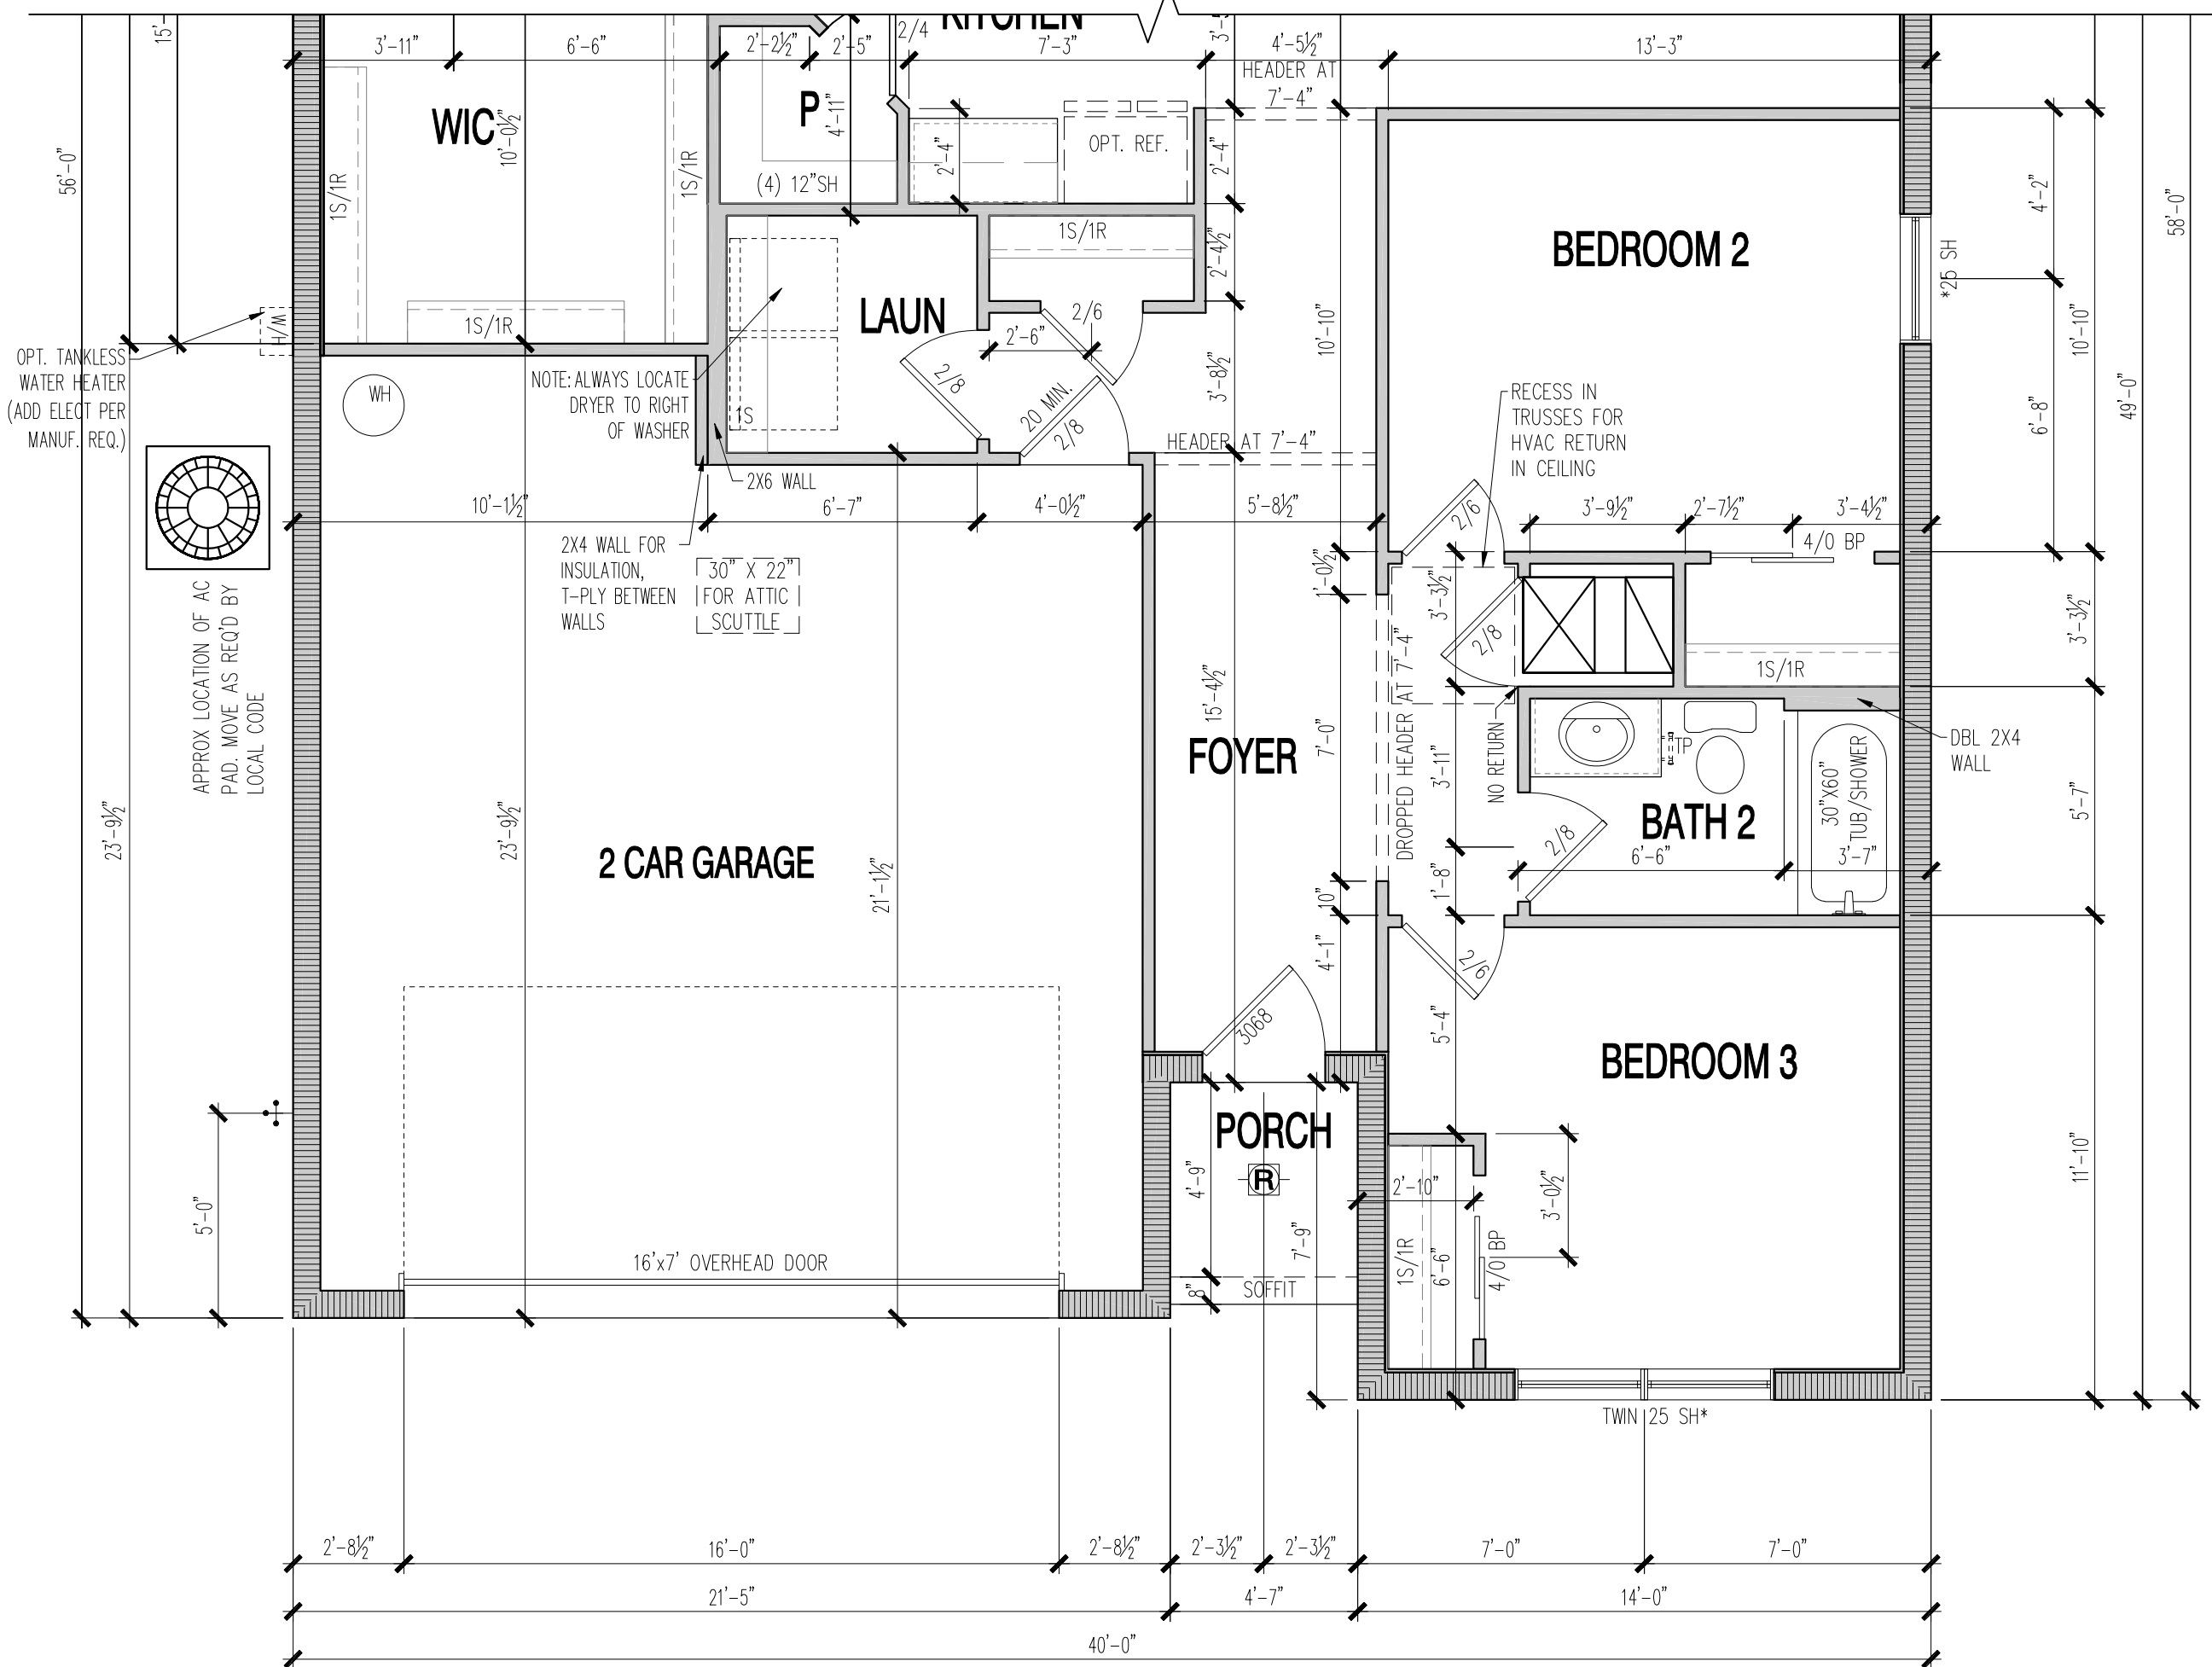 KITCHEN
15'-
3'-11"
6'-6"
2'-2½"
2'-5"
2/4
7'-3"
3'-5
4'-5½"
13'-3"
HEADER AT
7'-4"
WIC
10'-0½"
P
4'-11"
2'-4"
OPT. REF.
2'-4"
56'-0"
1S/1R
1S/1R
(4) 12"SH
4'-2"
58'-0"
1S/1R
2'-4½"
BEDROOM 2
*25 SH
W/H
1S/1R
LAUN
2'-6"
2/6
10'-10"
10'-10"
OPT. TANKLESS
WATER HEATER
(ADD ELECT PER
MANUF. REQ.)
WH
NOTE: ALWAYS LOCATE
DRYER TO RIGHT
OF WASHER
1S
2/8
20 MIN.
2/8
3'-8½"
RECESS IN
TRUSSES FOR
HVAC RETURN
IN CEILING
6'-8"
49'-0"
HEADER AT 7'-4"
2X6 WALL
10'-1½"
6'-7"
4'-0½"
5'-8½"
2/6
3'-9½"
2'-7½"
3'-4½"
4/0 BP
2X4 WALL FOR
INSULATION,
T-PLY BETWEEN
WALLS
30" X 22"
FOR ATTIC
SCUTTLE
1'-0½"
3'-3½"
2/8
3'-3½"
1S/1R
APPROX LOCATION OF AC
PAD. MOVE AS REQ'D BY
LOCAL CODE
15'-4½"
7'-0"
DROPPED HEADER AT 7'-4"
FOYER
3'-11"
NO RETURN
TP
30"X60"
TUB/SHOWER
DBL 2X4
WALL
23'-9½"
23'-9½"
2 CAR GARAGE
21'-1½"
BATH 2
2/8
6'-6"
3'-7"
5'-7"
10"
1'-8"
4'-1"
2/6
3068
5'-4"
BEDROOM 3
PORCH
R
4'-9"
2'-10"
3'-0½"
11'-10"
5'-0"
7'-9"
1S/1R
6'-6"
4/0 BP
16'x7' OVERHEAD DOOR
8"
SOFFIT
TWIN 25 SH*
2'-8½"
16'-0"
2'-8½"
2'-3½"
2'-3½"
7'-0"
7'-0"
21'-5"
4'-7"
14'-0"
40'-0"